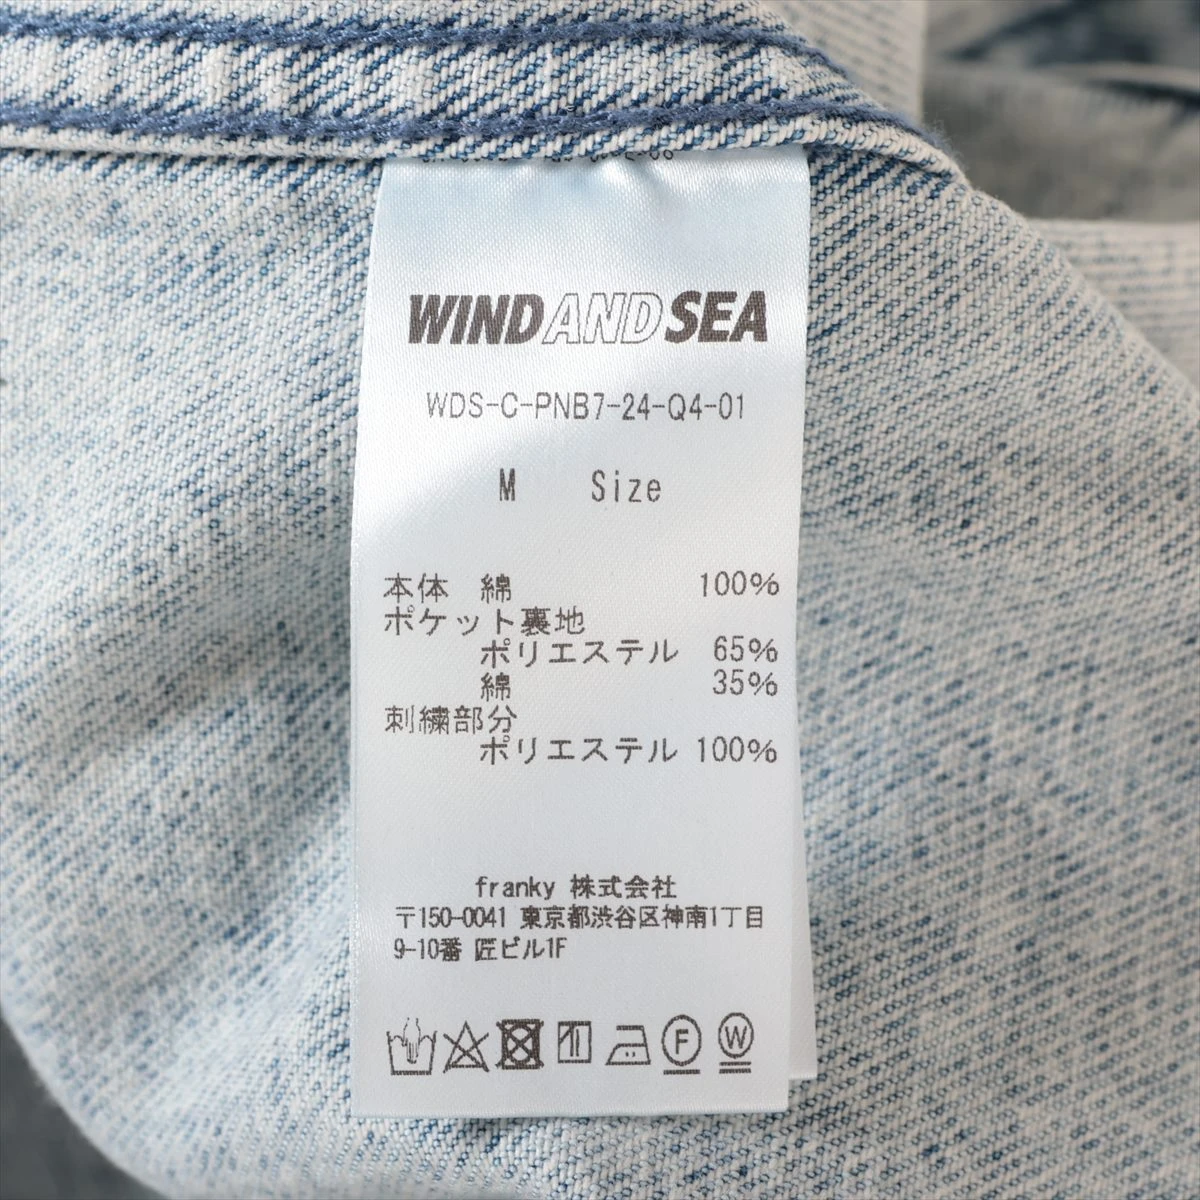 WIND AND SEA
WDS-C-PNB7-24-Q4-01
M Size
本体 綿 100%
ポケット裏地
ポリエステル 65%
綿 35%
刺繍部分
ポリエステル 100%
franky 株式会社
〒150-0041 東京都渋谷区神南1丁目
9-10番 匠ビル1F
F W